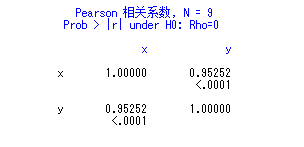 Pearson 相关系数, N = 9
Prob > |r| under H0: Rho=0
x y
x 1.00000 0.95252
<.0001
y 0.95252 1.00000
<.0001